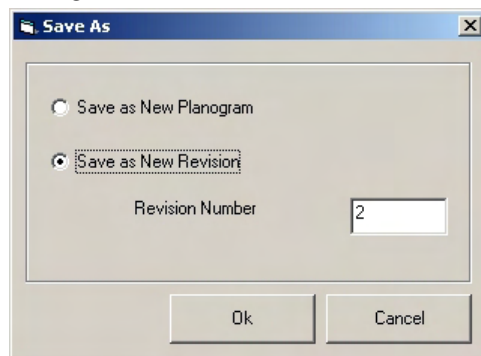 Save As
Save as New Planogram
Save as New Revision
Revision Number 2
Ok Cancel